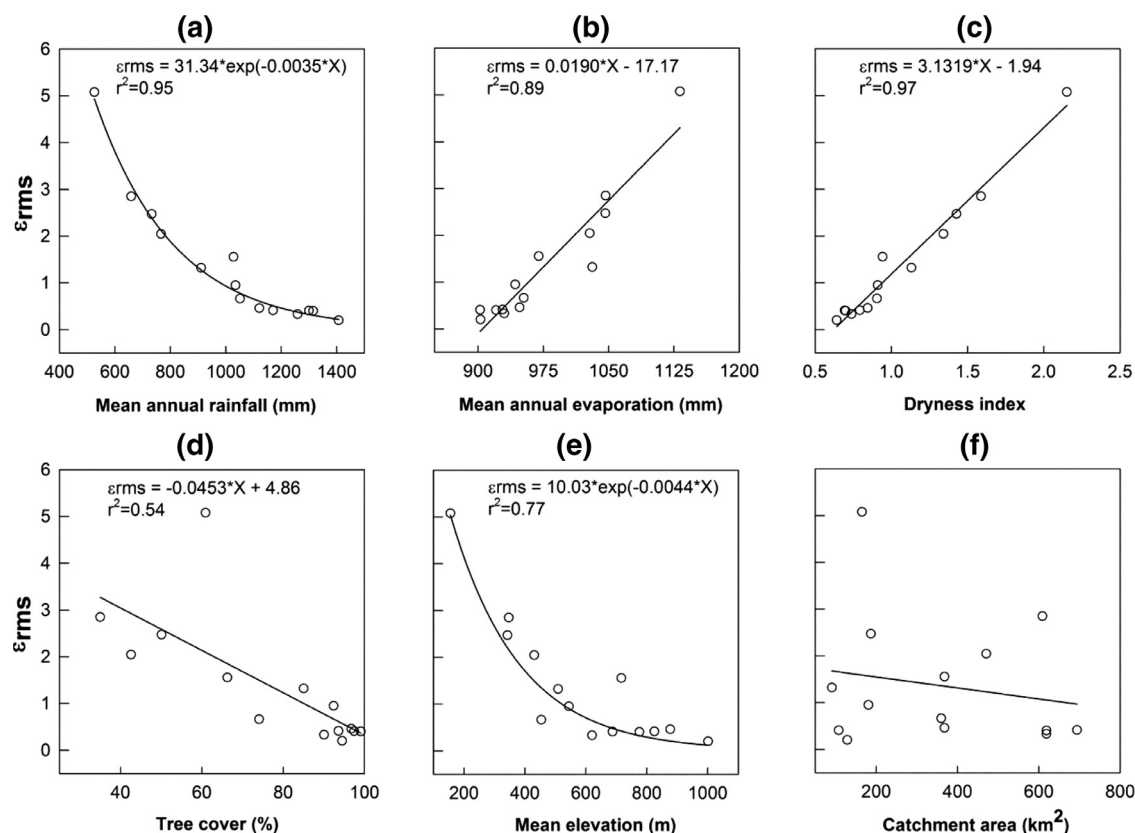 (a) (b) (c)
εrms = 31.34*exp(-0.0035*X)
r²=0.95
εrms = 0.0190*X - 17.17
r²=0.89
εrms = 3.1319*X - 1.94
r²=0.97
6
5
4
3
2
1
0
εrms
400 600 800 1000 1200 1400
900 975 1050 1125 1200
0.5 1.0 1.5 2.0 2.5
Mean annual rainfall (mm)
Mean annual evaporation (mm)
Dryness index
(d) (e) (f)
εrms = -0.0453*X + 4.86
r²=0.54
εrms = 10.03*exp(-0.0044*X)
r²=0.77
6
5
4
3
2
1
0
εrms
40 60 80 100
200 400 600 800 1000
0 200 400 600 800
Tree cover (%)
Mean elevation (m)
Catchment area (km²)